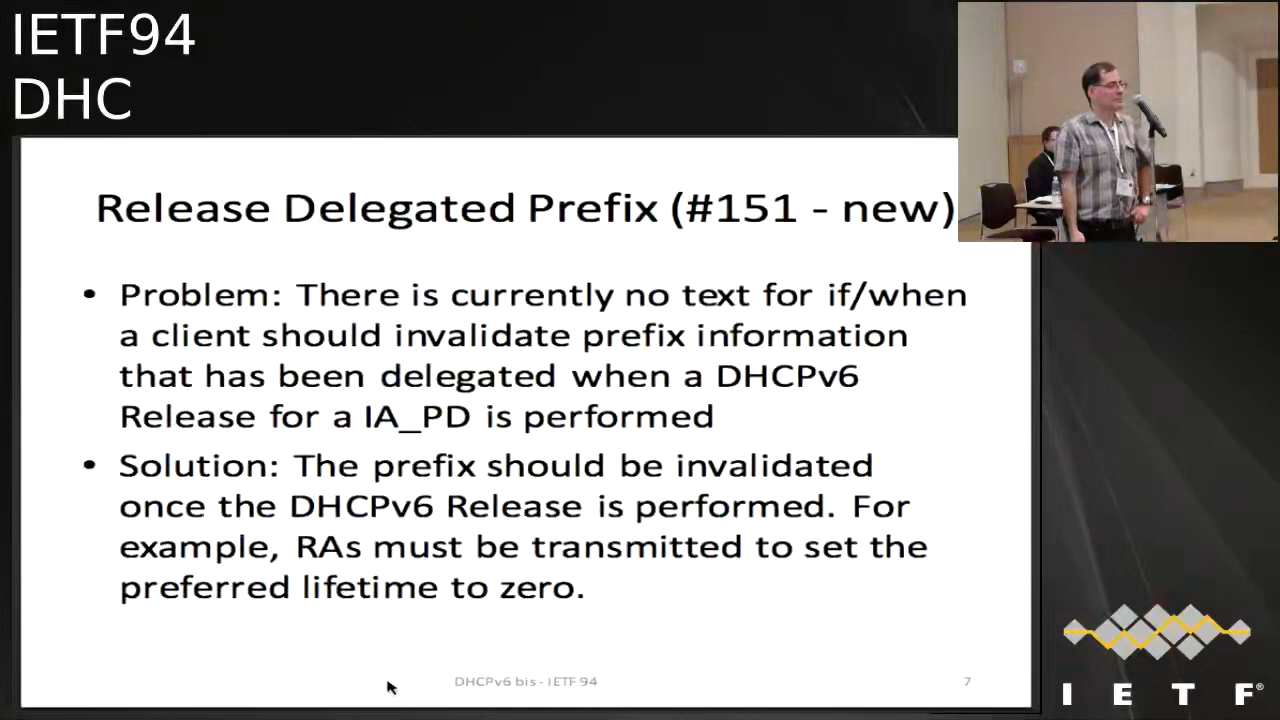 IETF94
DHC
Release Delegated Prefix (#151 - new)
• Problem: There is currently no text for if/when
a client should invalidate prefix information
that has been delegated when a DHCPv6
Release for a IA_PD is performed
• Solution: The prefix should be invalidated
once the DHCPv6 Release is performed. For
example, RAs must be transmitted to set the
preferred lifetime to zero.
DHCPv6 bis - IETF 94
7
I E T F®